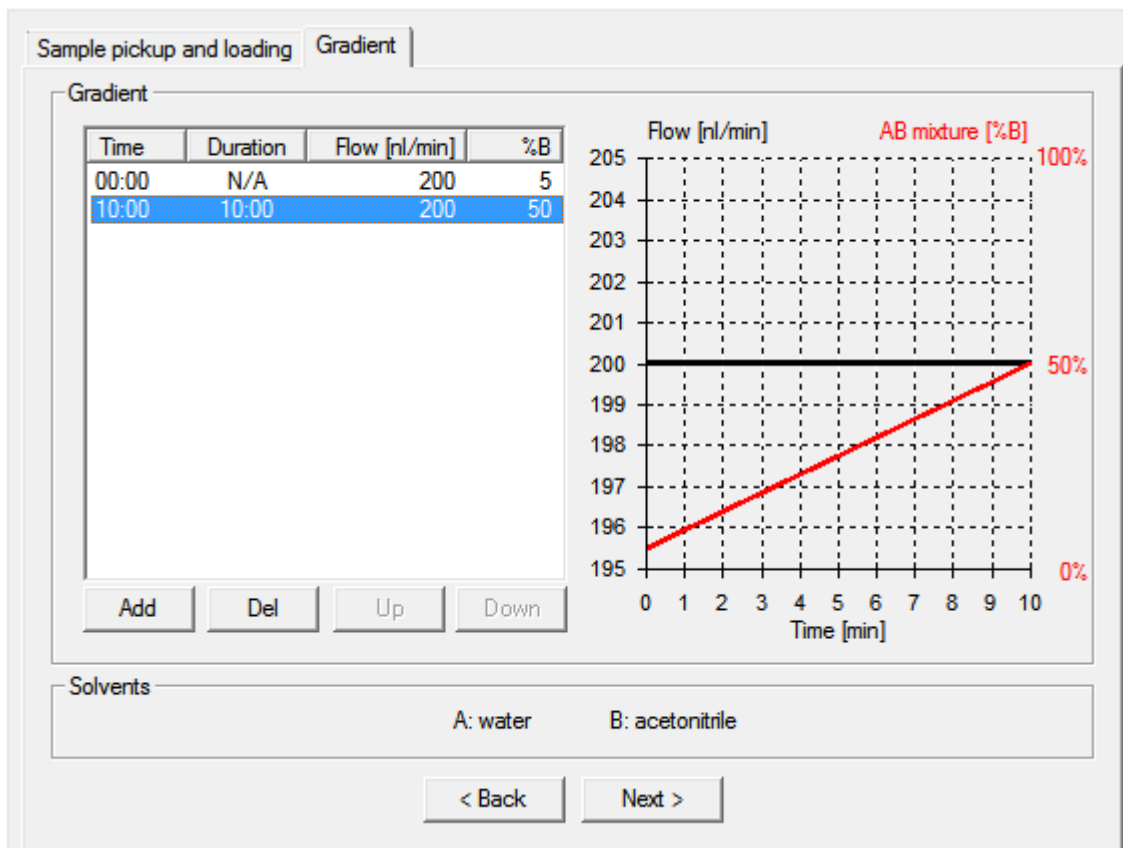 Sample pickup and loading Gradient
Gradient
Time Duration Flow [nl/min] %B
00:00 N/A 200 5
10:00 10:00 200 50
Add Del Up Down
Flow [nl/min] AB mixture [%B]
205 100%
204
203
202
201
200 50%
199
198
197
196
195 0%
0 1 2 3 4 5 6 7 8 9 10
Time [min]
Solvents
A: water B: acetonitrile
< Back Next >